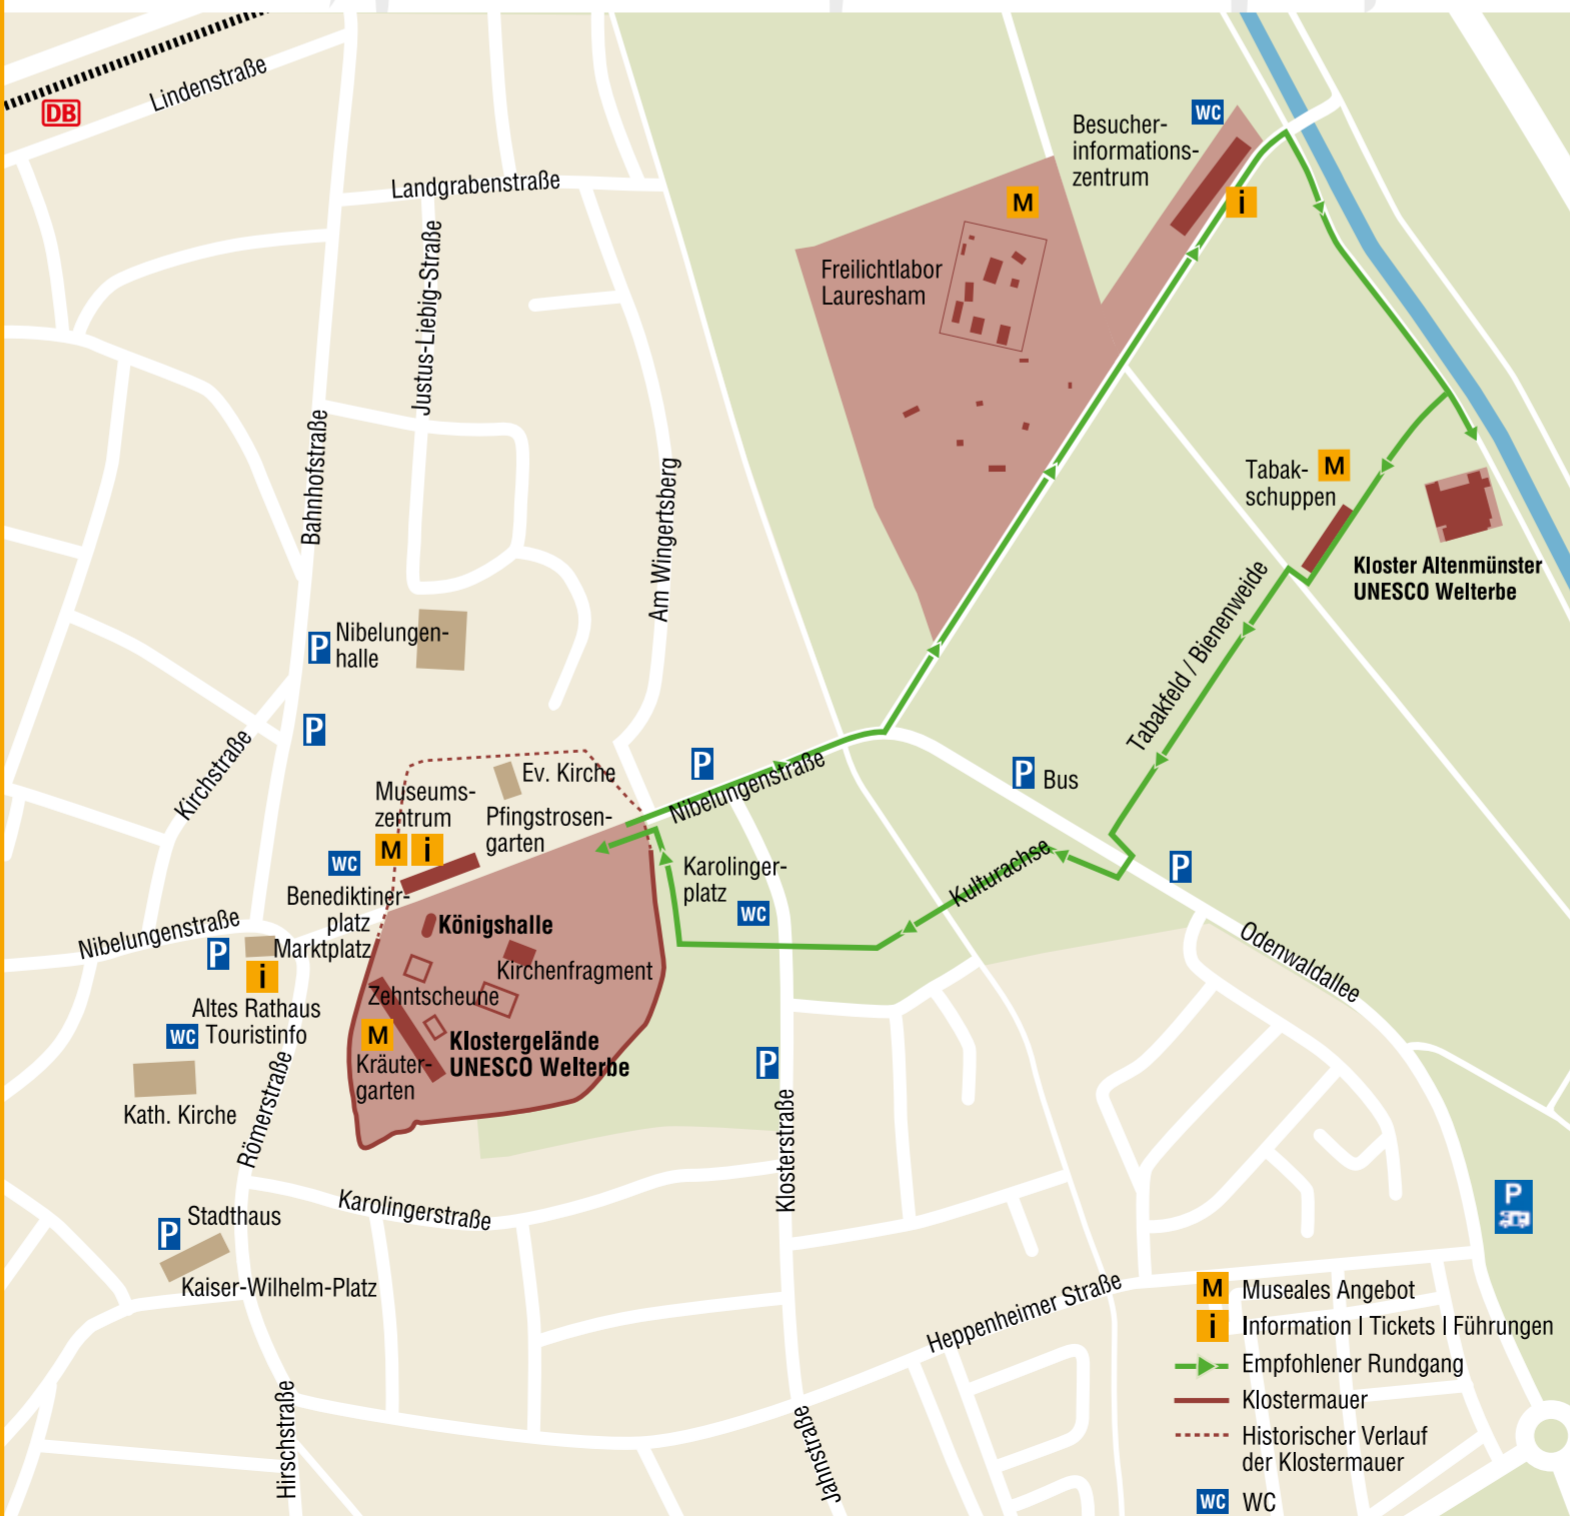 Lindenstraße
DB
Landgrabenstraße
Justus-Liebig-Straße
Bahnhofstraße
Am Wingertsberg
Besucher-
informations-
zentrum
WC
i
M
Freilichtlabor
Lauresham
Tabak-
schuppen
M
Kloster Altenmünster
UNESCO Welterbe
Tabakfeld / Bienenweide
P
Nibelungen-
halle
P
Kirchstraße
Ev. Kirche
Museums-
zentrum
M
i
WC
Pfingstrosen-
garten
P
Nibelungenstraße
P
Bus
P
Kulturachse
Karolinger-
platz
WC
Benediktiner-
platz
Marktplatz
Nibelungenstraße
P
i
Altes Rathaus
WC
Touristinfo
Königshalle
Kirchenfragment
Zehntscheune
M
Kräuter-
garten
Klostergelände
UNESCO Welterbe
Odenwaldallee
P
Kath. Kirche
Römerstraße
Klosterstraße
Karolingerstraße
P
Stadthaus
Kaiser-Wilhelm-Platz
P
Heppenheimer Straße
Hirschstraße
Jahnstraße
M Museales Angebot
i Information I Tickets I Führungen
Empfohlener Rundgang
Klostermauer
Historischer Verlauf
der Klostermauer
WC WC